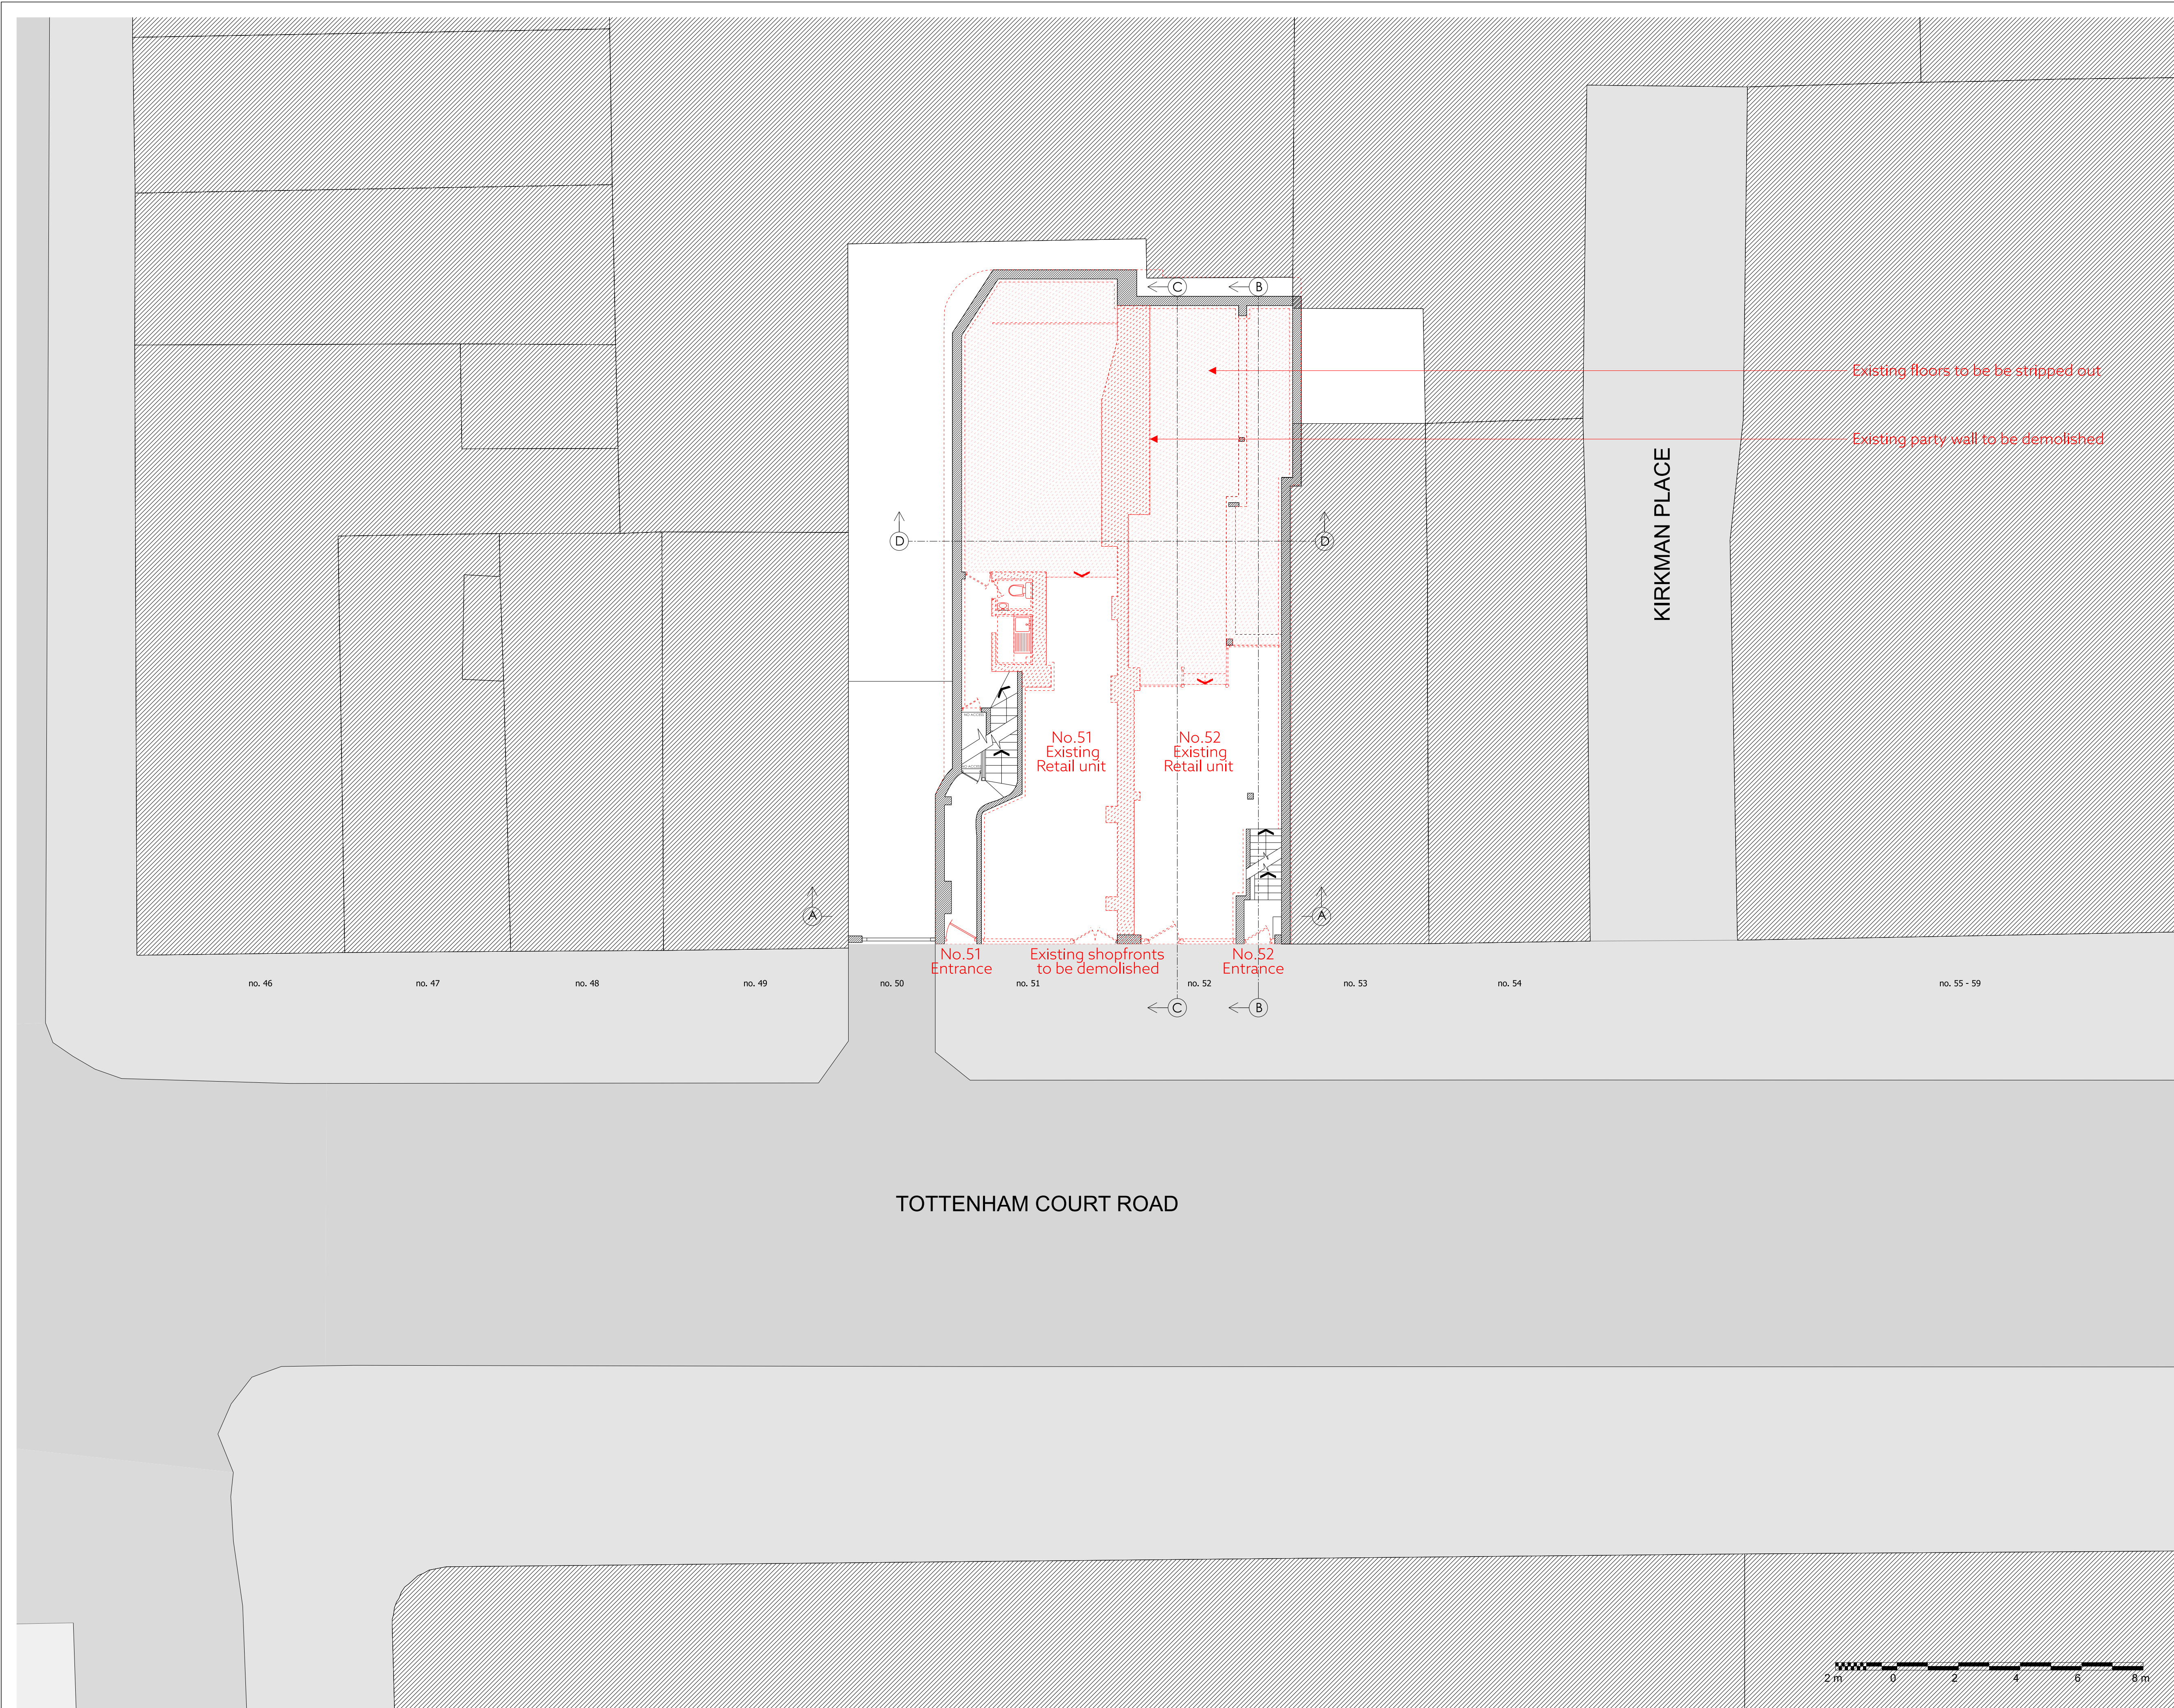 C
B
Existing floors to be be stripped out
Existing party wall to be demolished
KIRKMAN PLACE
D
D
NO ACCESS
No.51
Existing
Retail unit
No.52
Existing
Retail unit
A
A
No.51
Entrance
Existing shopfronts
to be demolished
No.52
Entrance
no. 46
no. 47
no. 48
no. 49
no. 50
no. 51
no. 52
no. 53
no. 54
no. 55 - 59
C
B
TOTTENHAM COURT ROAD
2 m
0
2
4
6
8 m